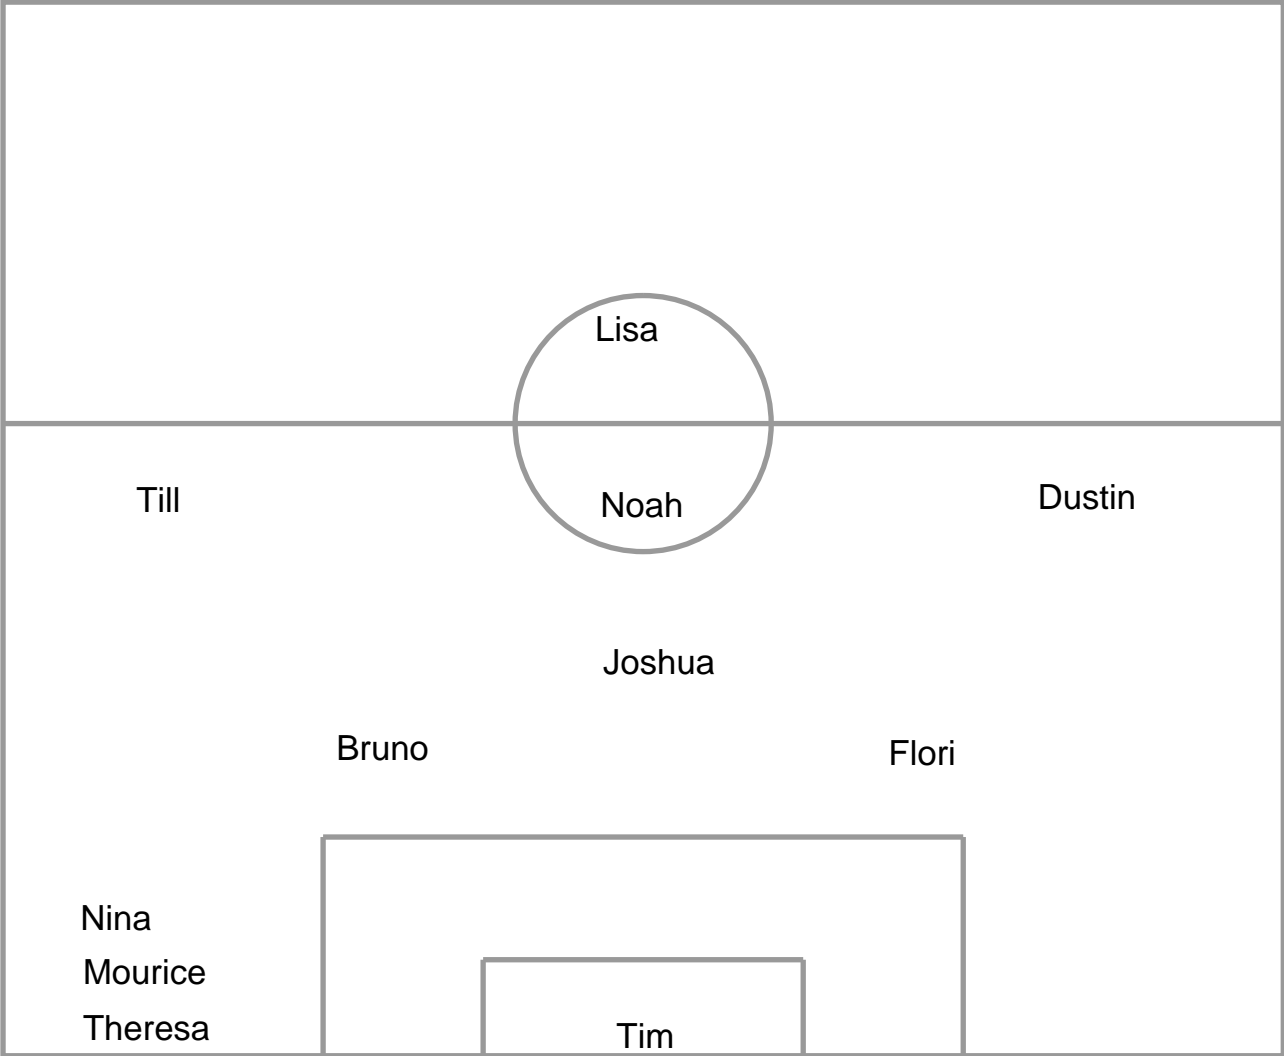 Lisa
Till Noah Dustin
Joshua
Bruno Flori
Nina
Mourice
Theresa Tim